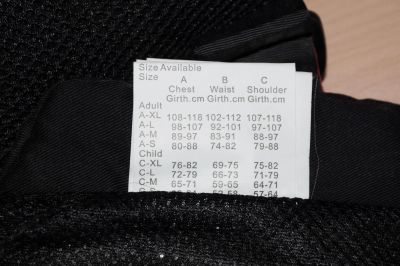 Size Available
Size A B C
Chest Waist Shoulder
Girth.cm Girth.cm Girth.cm
Adult
A-XL 108-118 102-112 107-118
A-L 98-107 92-101 97-107
A-M 89-97 83-91 88-97
A-S 80-88 74-82 79-88
Child
C-XL 76-82 69-75 75-82
C-L 72-79 66-73 71-79
C-M 65-71 59-65 64-71
57-64